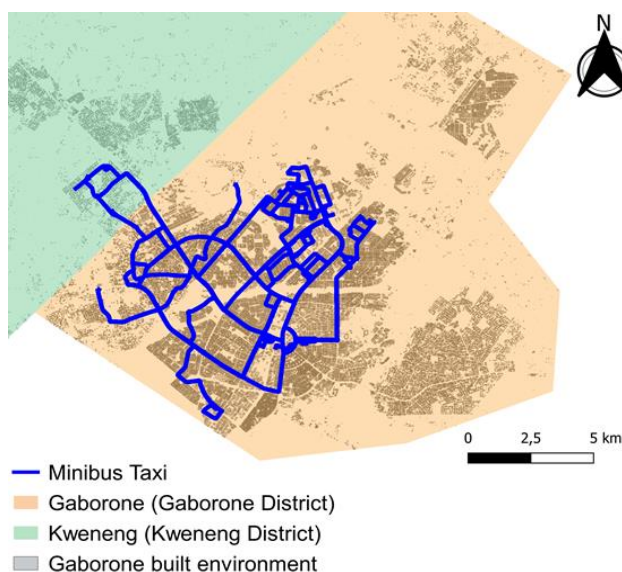 N
0 2,5 5 km
Minibus Taxi
Gaborone (Gaborone District)
Kweneng (Kweneng District)
Gaborone built environment